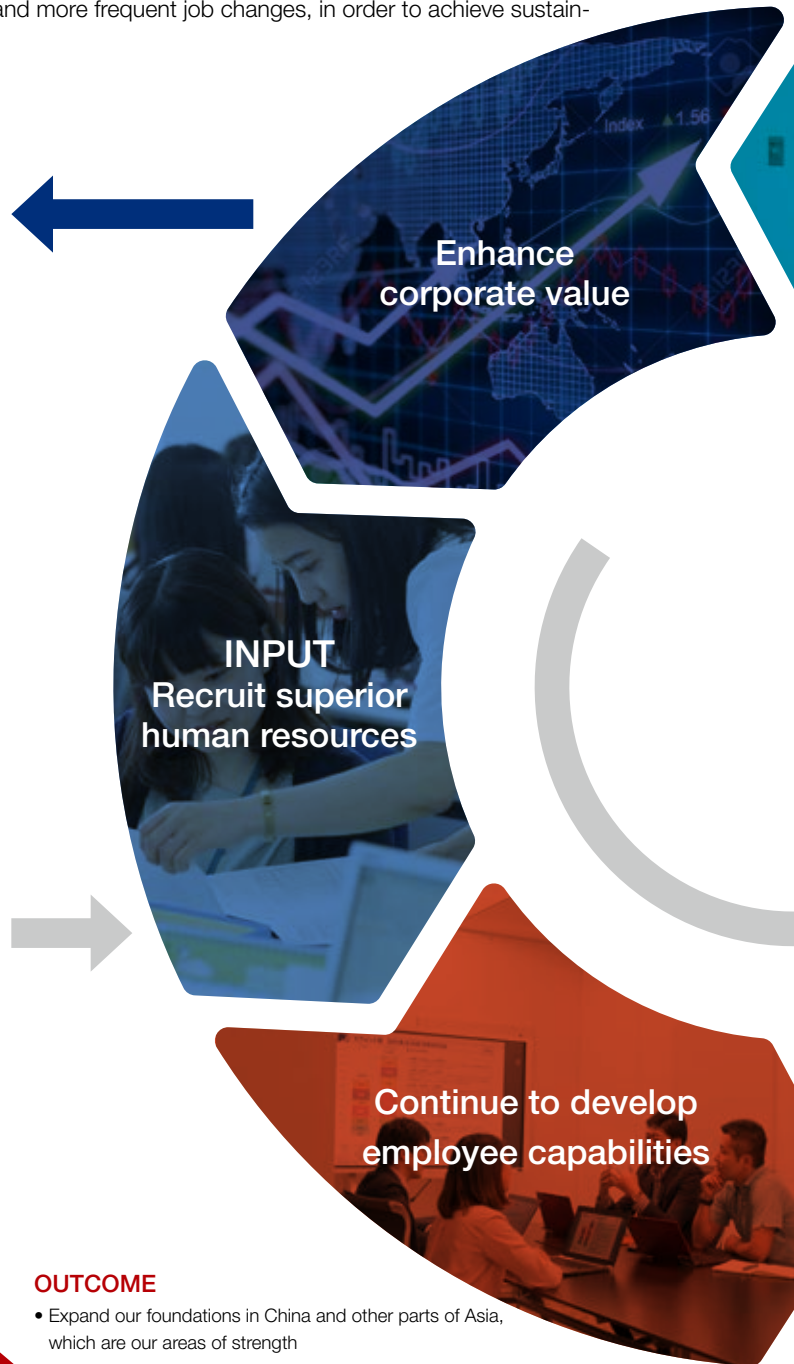 and more frequent job changes, in order to achieve sustain-
Index ▲1.56
Enhance
corporate value
INPUT
Recruit superior
human resources
Continue to develop
employee capabilities
OUTCOME
• Expand our foundations in China and other parts of Asia,
which are our areas of strength